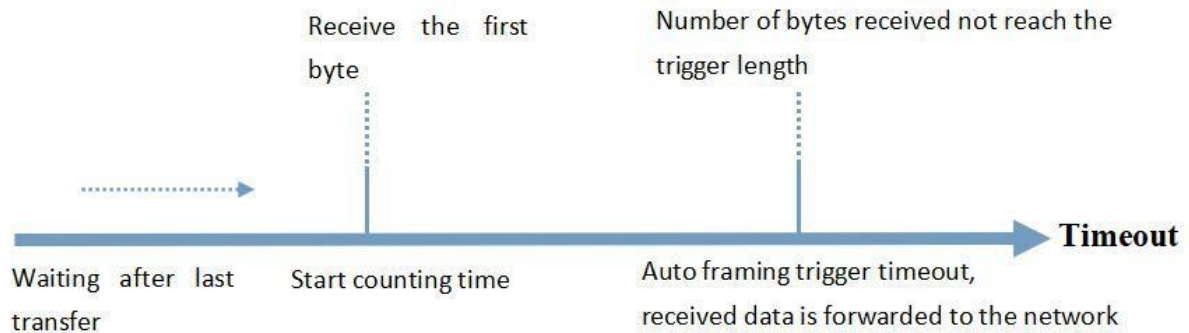 Receive the first
byte
Number of bytes received not reach the
trigger length
Timeout
Waiting after last
transfer
Start counting time
Auto framing trigger timeout,
received data is forwarded to the network